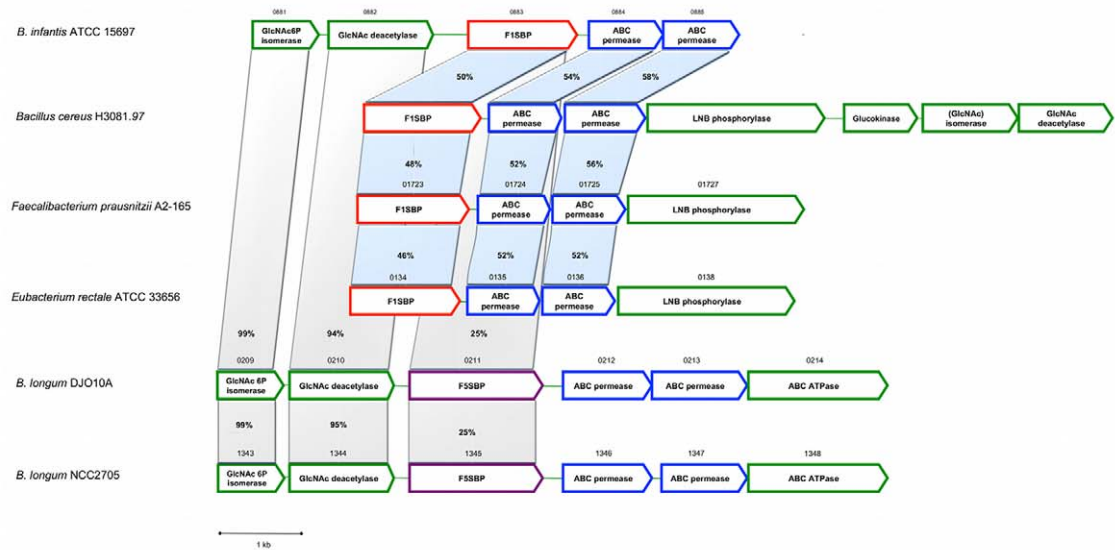 0881 0882 0883 0884 0885
B. infantis ATCC 15697
GlcNAc6P isomerase
GlcNAc deacetylase
F1SBP
ABC permease
ABC permease
50% 54% 58%
Bacillus cereus H3081.97
F1SBP
ABC permease
ABC permease
LNB phosphorylase
Glucokinase
(GlcNAc) isomerase
GlcNAc deacetylase
48% 52% 56%
01723 01724 01725 01727
Faecalibacterium prausnitzii A2-165
F1SBP
ABC permease
ABC permease
LNB phosphorylase
46% 52% 52%
0134 0135 0136 0138
Eubacterium rectale ATCC 33656
F1SBP
ABC permease
ABC permease
LNB phosphorylase
99% 94% 25%
0209 0210 0211 0212 0213 0214
B. longum DJO10A
GlcNAc 6P isomerase
GlcNAc deacetylase
F5SBP
ABC permease
ABC permease
ABC ATPase
99% 95% 25%
1343 1344 1345 1346 1347 1348
B. longum NCC2705
GlcNAc 6P isomerase
GlcNAc deacetylase
F5SBP
ABC permease
ABC permease
ABC ATPase
1 kb